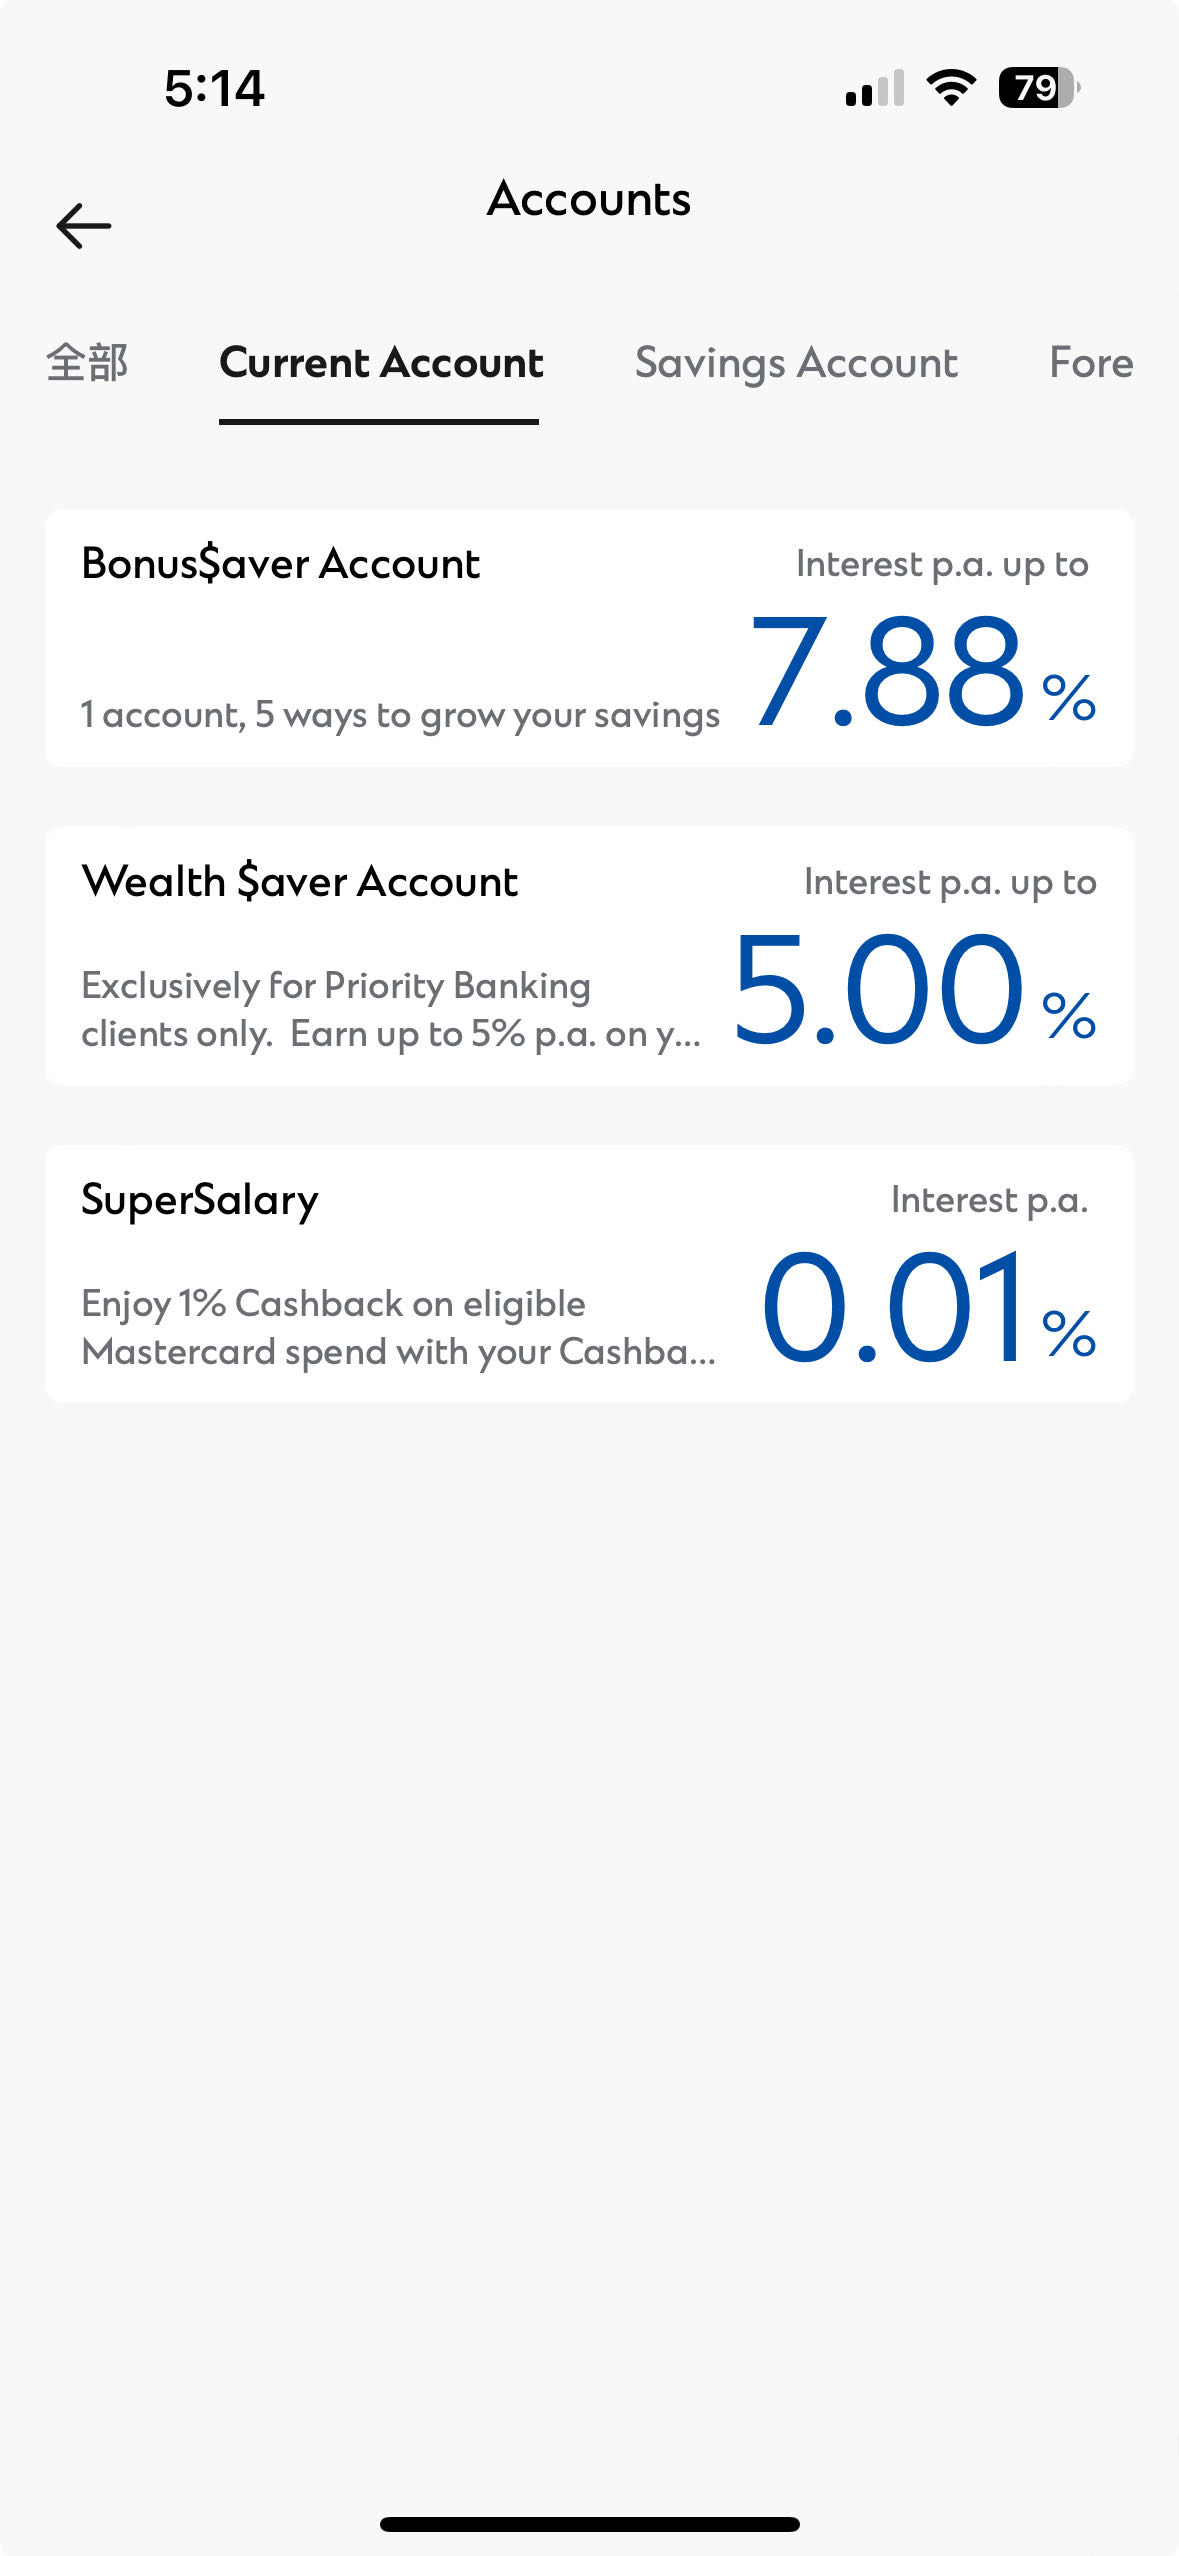 5:14
79
Accounts
全部 Current Account Savings Account Fore
Bonus$aver Account
Interest p.a. up to
1 account, 5 ways to grow your savings
7.88 %
Wealth $aver Account
Interest p.a. up to
Exclusively for Priority Banking
clients only.  Earn up to 5% p.a. on y...
5.00 %
SuperSalary
Interest p.a.
Enjoy 1% Cashback on eligible
Mastercard spend with your Cashba...
0.01 %